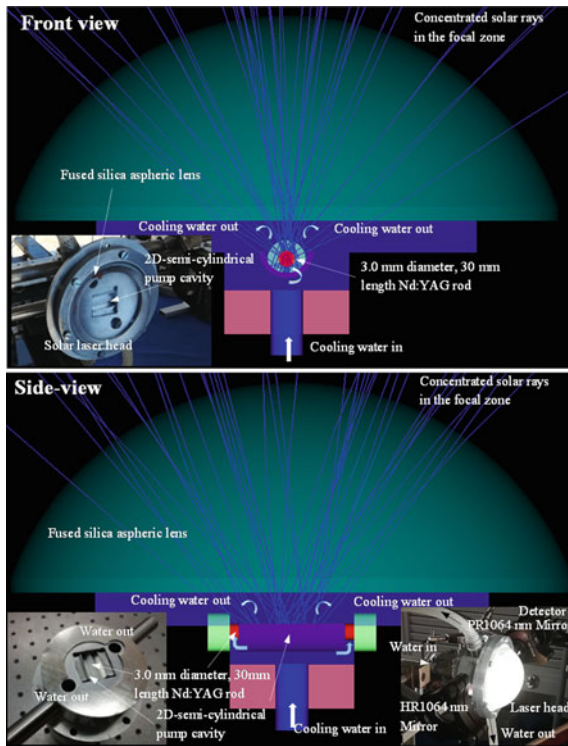 Front view
Concentrated solar rays
in the focal zone
Fused silica aspheric lens
Cooling water out
Cooling water out
2D-semi-cylindrical
pump cavity
3.0 mm diameter, 30 mm
length Nd:YAG rod
Solar laser head
Cooling water in
Side-view
Concentrated solar rays
in the focal zone
Fused silica aspheric lens
Cooling water out
Cooling water out
Detector
PR1064 nm Mirror
Water out
Water in
3.0 mm diameter, 30mm
length Nd:YAG rod
Water out
2D-semi-cylindrical
pump cavity
HR1064 nm
Mirror
Laser head
Cooling water in
Water out